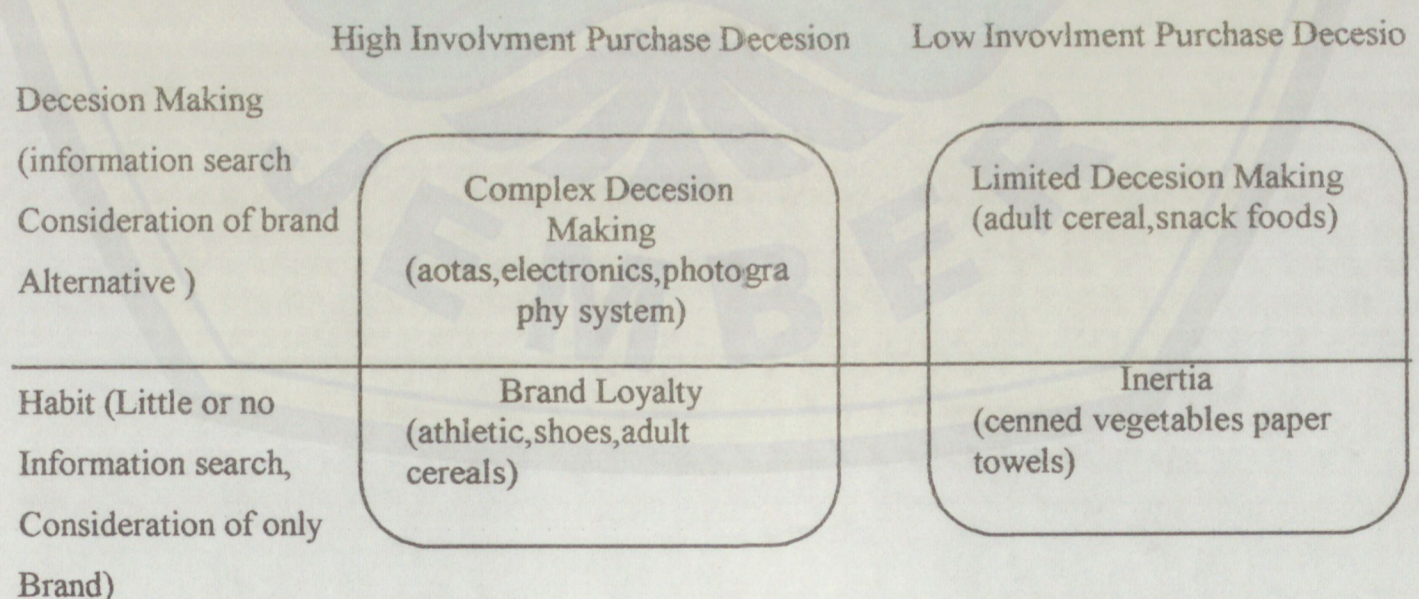 High Involvment Purchase Decesion
Low Invovlment Purchase Decesio
Decesion Making
(information search
Consideration of brand
Alternative )
Complex Decesion
Making
(aotas,electronics,photogra
phy system)
Limited Decesion Making
(adult cereal,snack foods)
Habit (Little or no
Information search,
Consideration of only
Brand)
Brand Loyalty
(athletic,shoes,adult
cereals)
Inertia
(cenned vegetables paper
towels)
JEMBER